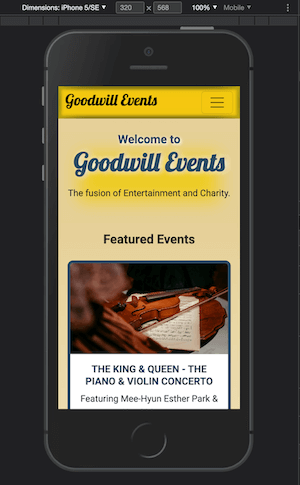 Dimensions: iPhone 5/SE ▼ 320 × 568 100% ▼ Mobile ▼
Goodwill Events
Welcome to
Goodwill Events
The fusion of Entertainment and Charity.
Featured Events
THE KING & QUEEN - THE
PIANO & VIOLIN CONCERTO
Featuring Mee-Hyun Esther Park &